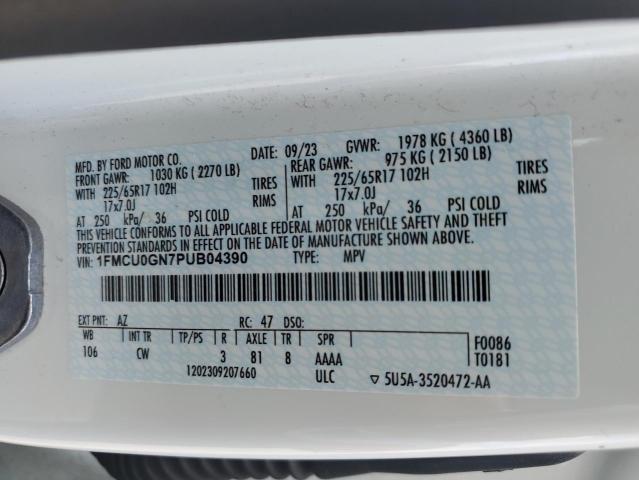 MFD. BY FORD MOTOR CO.
DATE: 09/23 GVWR: 1978 KG ( 4360 LB)
FRONT GAWR: 1030 KG ( 2270 LB) REAR GAWR: 975 KG ( 2150 LB)
WITH 225/65R17 102H TIRES WITH 225/65R17 102H TIRES
17x7.0J RIMS 17x7.0J RIMS
AT 250 kPa/ 36 PSI COLD AT 250 kPa/ 36 PSI COLD
THIS VEHICLE CONFORMS TO ALL APPLICABLE FEDERAL MOTOR VEHICLE SAFETY AND THEFT
PREVENTION STANDARDS IN EFFECT ON THE DATE OF MANUFACTURE SHOWN ABOVE.
VIN: 1FMCU0GN7PUB04390 TYPE: MPV
EXT PNT: AZ RC: 47 DSO:
WB INT TR TP/PS R AXLE TR SPR F0086
106 CW 3 81 8 AAAA T0181
1202309207660 ULC ▽ 5U5A-3520472-AA